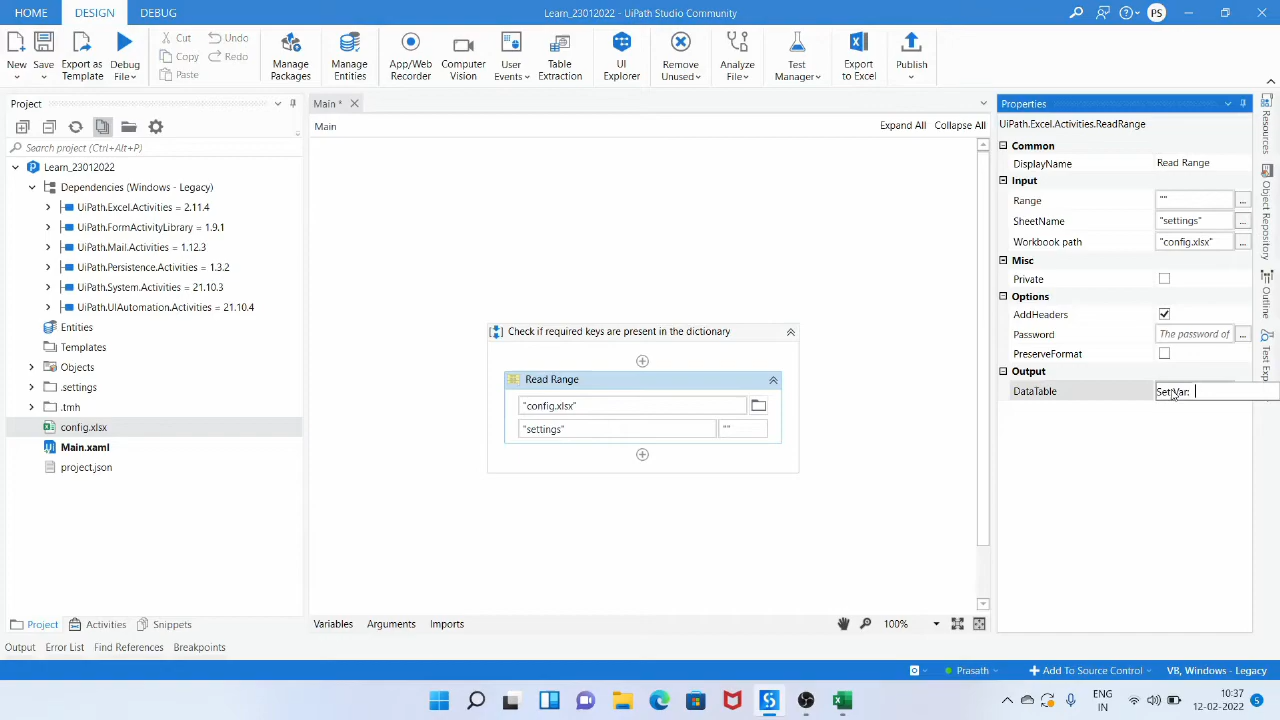 HOME DESIGN DEBUG Learn_23012022 - UiPath Studio Community PS
Cut Undo
Copy Redo
Paste
New Save Export as Template Debug File Manage Packages Manage Entities App/Web Recorder Computer Vision User Events Table Extraction UI Explorer Remove Unused Analyze File Test Manager Export to Excel Publish
Project
Search project (Ctrl+Alt+P)
Learn_23012022
Dependencies (Windows - Legacy)
UiPath.Excel.Activities = 2.11.4
UiPath.FormActivityLibrary = 1.9.1
UiPath.Mail.Activities = 1.12.3
UiPath.Persistence.Activities = 1.3.2
UiPath.System.Activities = 21.10.3
UiPath.UIAutomation.Activities = 21.10.4
Entities
Templates
Objects
.settings
.tmh
config.xlsx
Main.xaml
project.json
Project Activities Snippets
Main *
Main Expand All Collapse All
Check if required keys are present in the dictionary
Read Range
"config.xlsx"
"settings" ""
Variables Arguments Imports 100%
Properties
UiPath.Excel.Activities.ReadRange
Common
DisplayName Read Range
Input
Range ""
SheetName "settings"
Workbook path "config.xlsx"
Misc
Private
Options
AddHeaders
Password The password of
PreserveFormat
Output
DataTable Set Var:
Resources
Object Repository
Outline
Test Exp
Output Error List Find References Breakpoints
Prasath Add To Source Control VB, Windows - Legacy
ENG IN 10:37 12-02-2022 5